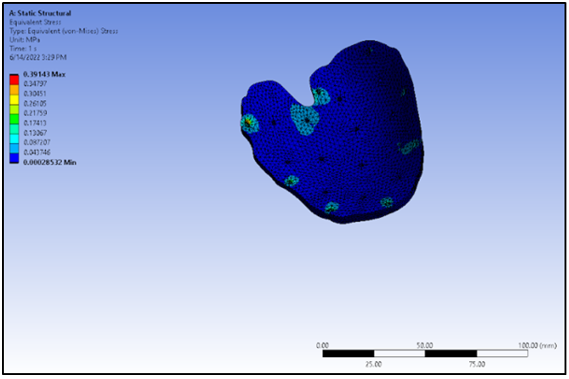 A: Static Structural
Equivalent Stress
Type: Equivalent (von-Mises) Stress
Unit: MPa
Time: 1 s
6/14/2022 3:29 PM
0.39143 Max
0.34797
0.30451
0.26105
0.21759
0.17413
0.13067
0.087207
0.043746
0.00028532 Min
0.00 50.00 100.00 (mm)
25.00 75.00